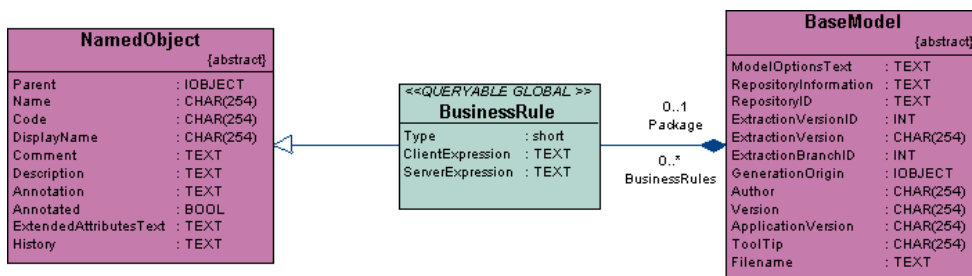 NamedObject
{abstract}
Parent : IOBJECT
Name : CHAR(254)
Code : CHAR(254)
DisplayName : CHAR(254)
Comment : TEXT
Description : TEXT
Annotation : TEXT
Annotated : BOOL
ExtendedAttributesText : TEXT
History : TEXT
<<QUERYABLE GLOBAL >>
BusinessRule
Type : short
ClientExpression : TEXT
ServerExpression : TEXT
0..1
Package
0..*
BusinessRules
BaseModel
{abstract}
ModelOptionsText : TEXT
RepositoryInformation : TEXT
RepositoryID : TEXT
ExtractionVersionID : INT
ExtractionVersion : CHAR(254)
ExtractionBranchID : INT
GenerationOrigin : IOBJECT
Author : CHAR(254)
Version : CHAR(254)
ApplicationVersion : CHAR(254)
ToolTip : CHAR(254)
Filename : TEXT